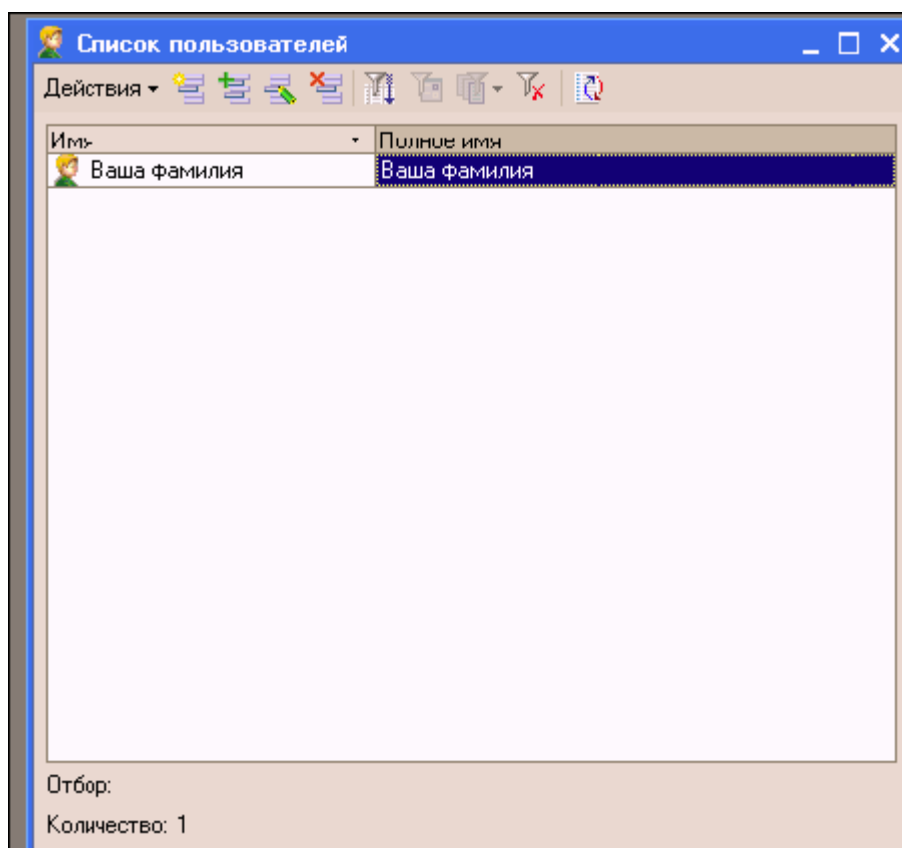 Список пользователей
Действия
Имя Полное имя
Ваша фамилия Ваша фамилия
Отбор:
Количество: 1